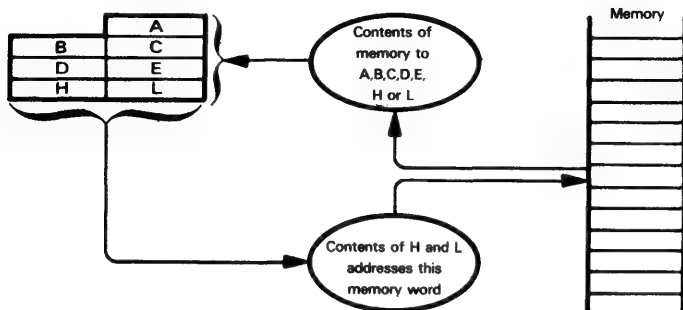 Memory
A
B C
D E
H L
Contents of
memory to
A,B,C,D,E,
H or L
Contents of H and L
addresses this
memory word